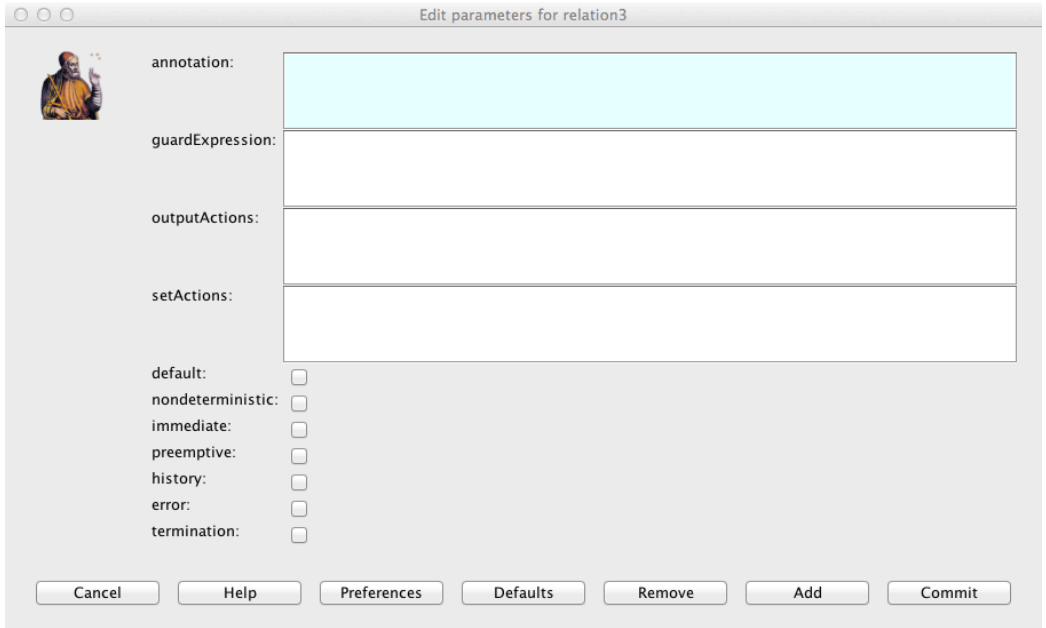 Edit parameters for relation3
annotation:
guardExpression:
outputActions:
setActions:
default:
nondeterministic:
immediate:
preemptive:
history:
error:
termination:
Cancel Help Preferences Defaults Remove Add Commit